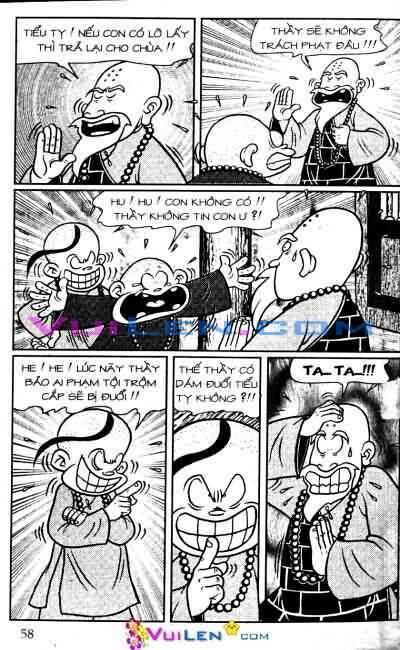 TIỂU TỴ! NẾU CON CÓ LỠ LẤY
THÌ TRẢ LẠI CHO CHÙA!!
THẦY SẼ KHÔNG
TRÁCH PHẠT ĐÂU!!!
HU! HU! CON KHÔNG CÓ!!
THẦY KHÔNG TIN CON Ư?!
HE! HE! LÚC NÃY THẦY
BẢO AI PHẠM TỘI TRỘM
CẮP SẼ BỊ ĐUỔI!!
THẾ THẦY CÓ
DÁM ĐUỔI TIỂU
TỴ KHÔNG?!!
TA... TA...!!!
VUILEN.COM
58
VUILEN.COM